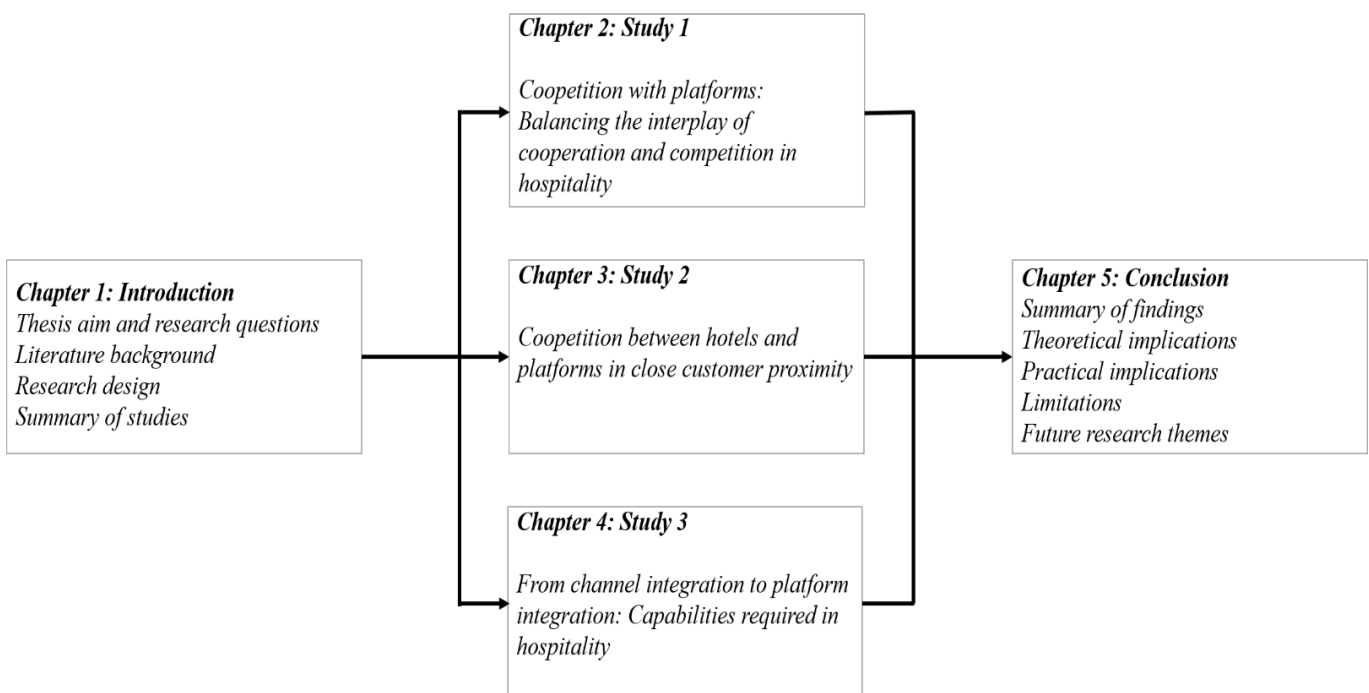 Chapter 1: Introduction
Thesis aim and research questions
Literature background
Research design
Summary of studies
Chapter 2: Study 1
Coopetition with platforms:
Balancing the interplay of
cooperation and competition in
hospitality
Chapter 3: Study 2
Coopetition between hotels and
platforms in close customer proximity
Chapter 4: Study 3
From channel integration to platform
integration: Capabilities required in
hospitality
Chapter 5: Conclusion
Summary of findings
Theoretical implications
Practical implications
Limitations
Future research themes